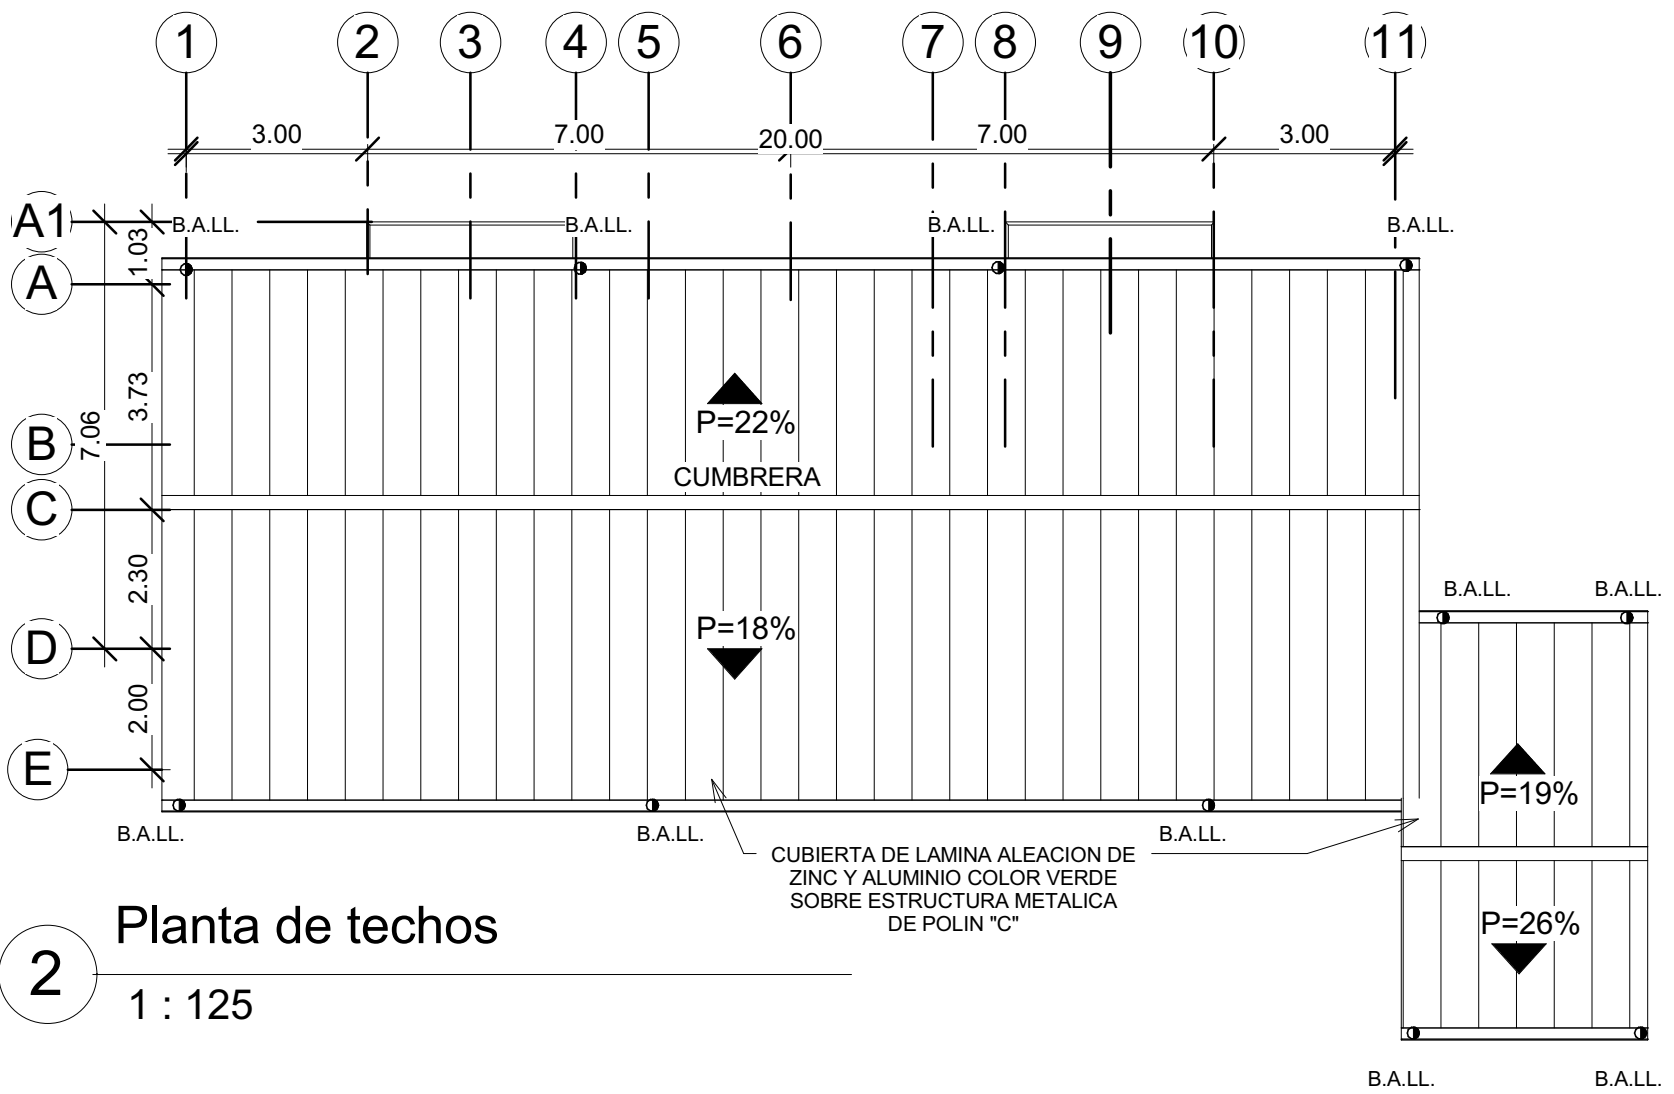 1 2 3 4 5 6 7 8 9 10 11
3.00 7.00 20.00 7.00 3.00
A1 B.A.LL. B.A.LL. B.A.LL. B.A.LL.
1.03
A
3.73
P=22%
7.06
B
CUMBRERA
C
2.30
B.A.LL. B.A.LL.
P=18%
D
2.00
E
P=19%
B.A.LL. B.A.LL. B.A.LL.
CUBIERTA DE LAMINA ALEACION DE
ZINC Y ALUMINIO COLOR VERDE
SOBRE ESTRUCTURA METALICA
DE POLIN "C"
P=26%
Planta de techos
2
1 : 125
B.A.LL. B.A.LL.